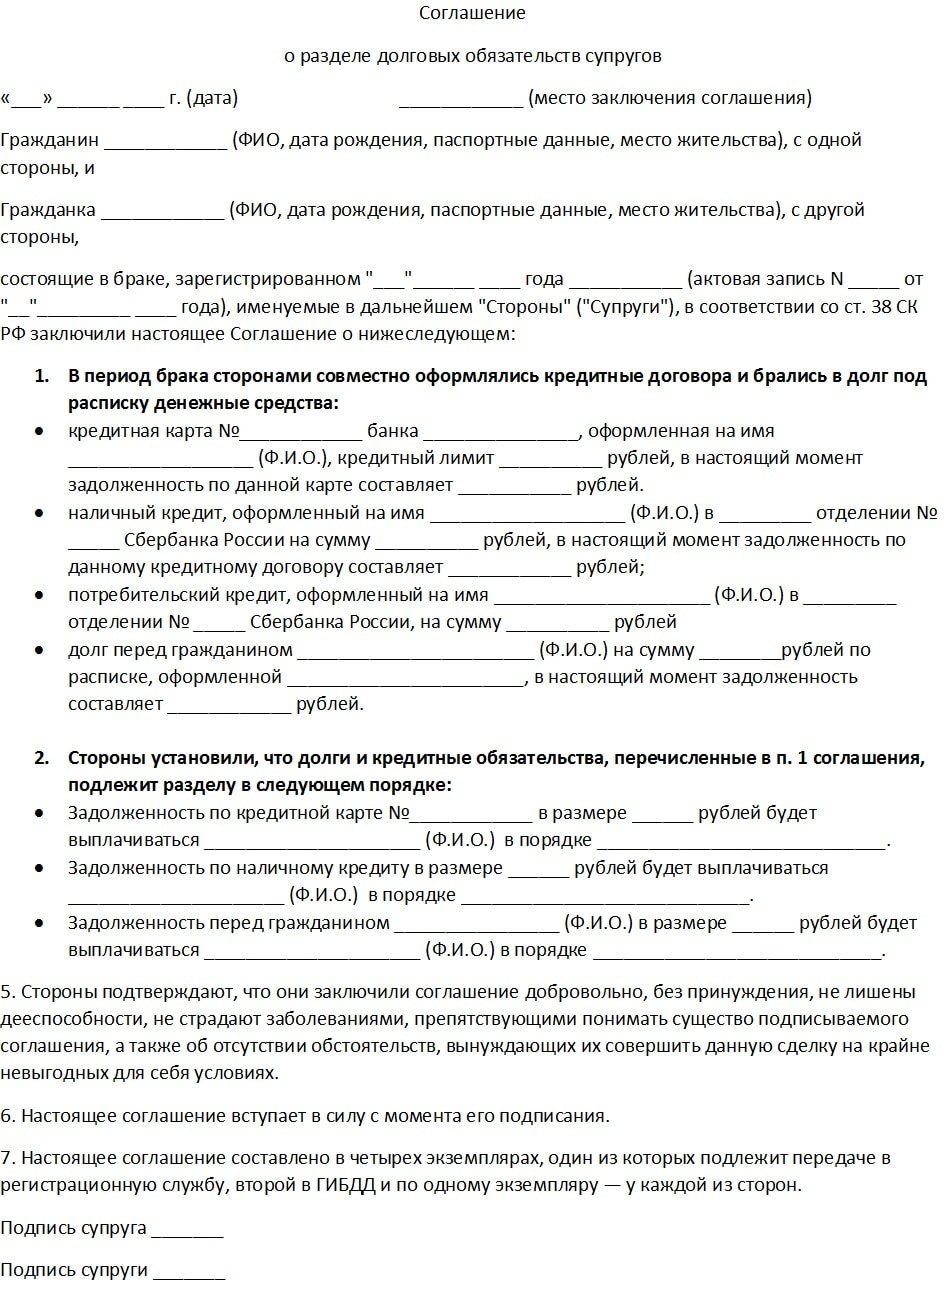 Соглашение
о разделе долговых обязательств супругов
«___» ______ ____ г. (дата) ____________ (место заключения соглашения)
Гражданин ____________ (ФИО, дата рождения, паспортные данные, место жительства), с одной
стороны, и
Гражданка ____________ (ФИО, дата рождения, паспортные данные, место жительства), с другой
стороны,
состоящие в браке, зарегистрированном "___"______ ____ года ___________ (актовая запись N _____ от
"__"_________ ____ года), именуемые в дальнейшем "Стороны" ("Супруги"), в соответствии со ст. 38 СК
РФ заключили настоящее Соглашение о нижеследующем:
1. В период брака сторонами совместно оформлялись кредитные договора и брались в долг под
расписку денежные средства:
• кредитная карта №____________ банка _______________, оформленная на имя
__________________ (Ф.И.О.), кредитный лимит __________ рублей, в настоящий момент
задолженность по данной карте составляет ___________ рублей.
• наличный кредит, оформленный на имя ___________________ (Ф.И.О.) в _________ отделении №
_____ Сбербанка России на сумму __________ рублей, в настоящий момент задолженность по
данному кредитному договору составляет ____________ рублей;
• потребительский кредит, оформленный на имя _____________________ (Ф.И.О.) в _________
отделении № _____ Сбербанка России, на сумму __________ рублей
• долг перед гражданином _______________________ (Ф.И.О.) на сумму ________рублей по
расписке, оформленной _______________________, в настоящий момент задолженность
составляет ____________ рублей.
2. Стороны установили, что долги и кредитные обязательства, перечисленные в п. 1 соглашения,
подлежит разделу в следующем порядке:
• Задолженность по кредитной карте №____________ в размере ______ рублей будет
выплачиваться _____________________ (Ф.И.О.) в порядке ____________________________.
• Задолженность по наличному кредиту в размере ______ рублей будет выплачиваться
_____________________ (Ф.И.О.) в порядке ____________________________.
• Задолженность перед гражданином ________________ (Ф.И.О.) в размере ______ рублей будет
выплачиваться _____________________ (Ф.И.О.) в порядке ____________________________.
5. Стороны подтверждают, что они заключили соглашение добровольно, без принуждения, не лишены
дееспособности, не страдают заболеваниями, препятствующими понимать существо подписываемого
соглашения, а также об отсутствии обстоятельств, вынуждающих их совершить данную сделку на крайне
невыгодных для себя условиях.
6. Настоящее соглашение вступает в силу с момента его подписания.
7. Настоящее соглашение составлено в четырех экземплярах, один из которых подлежит передаче в
регистрационную службу, второй в ГИБДД и по одному экземпляру — у каждой из сторон.
Подпись супруга _______
Подпись супруги _______